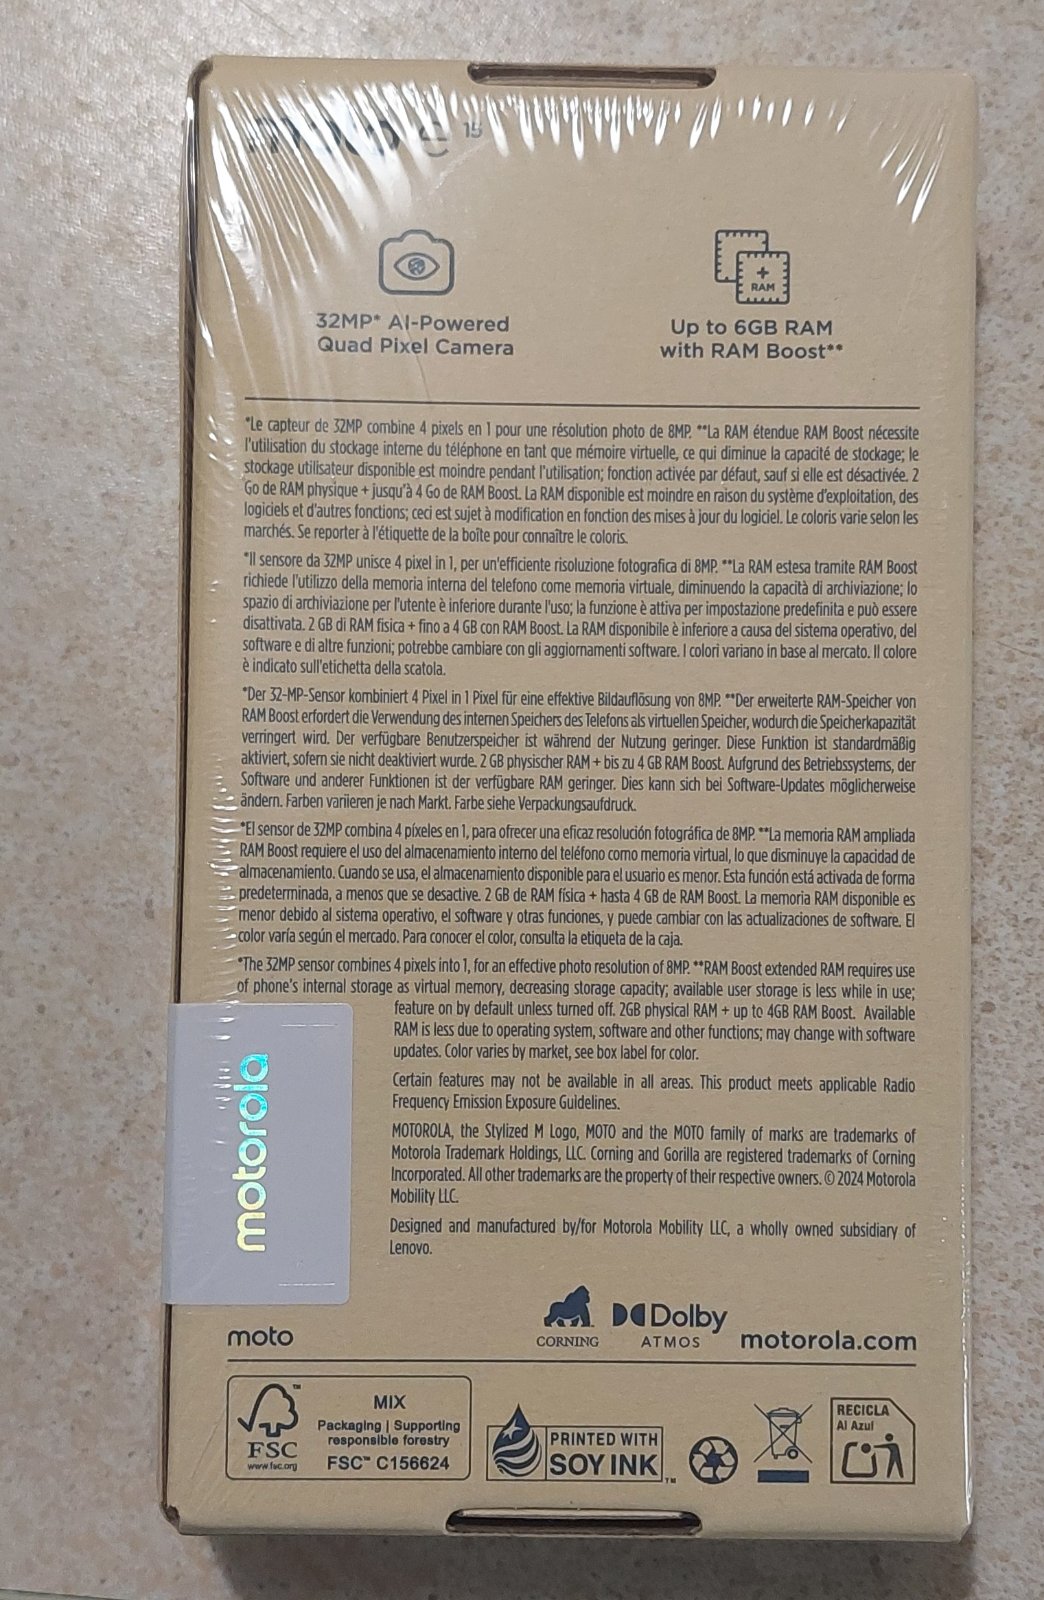 moto e 15
32MP* AI-Powered
Quad Pixel Camera
+
RAM
Up to 6GB RAM
with RAM Boost**
*Le capteur de 32MP combine 4 pixels en 1 pour une résolution photo de 8MP. **La RAM étendue RAM Boost nécessite
l'utilisation du stockage interne du téléphone en tant que mémoire virtuelle, ce qui diminue la capacité de stockage; le
stockage utilisateur disponible est moindre pendant l'utilisation; fonction activée par défaut, sauf si elle est désactivée. 2
Go de RAM physique + jusqu'à 4 Go de RAM Boost. La RAM disponible est moindre en raison du système d'exploitation, des
logiciels et d'autres fonctions; ceci est sujet à modification en fonction des mises à jour du logiciel. Le coloris varie selon les
marchés. Se reporter à l'étiquette de la boîte pour connaître le coloris.
*Il sensore da 32MP unisce 4 pixel in 1, per un'efficiente risoluzione fotografica di 8MP. **La RAM estesa tramite RAM Boost
richiede l'utilizzo della memoria interna del telefono come memoria virtuale, diminuendo la capacità di archiviazione; lo
spazio di archiviazione per l'utente è inferiore durante l'uso; la funzione è attiva per impostazione predefinita e può essere
disattivata. 2 GB di RAM fisica + fino a 4 GB con RAM Boost. La RAM disponibile è inferiore a causa del sistema operativo, del
software e di altre funzioni; potrebbe cambiare con gli aggiornamenti software. I colori variano in base al mercato. Il colore
è indicato sull'etichetta della scatola.
*Der 32-MP-Sensor kombiniert 4 Pixel in 1 Pixel für eine effektive Bildauflösung von 8MP. **Der erweiterte RAM-Speicher von
RAM Boost erfordert die Verwendung des internen Speichers des Telefons als virtuellen Speicher, wodurch die Speicherkapazität
verringert wird. Der verfügbare Benutzerspeicher ist während der Nutzung geringer. Diese Funktion ist standardmäßig
aktiviert, sofern sie nicht deaktiviert wurde. 2 GB physischer RAM + bis zu 4 GB RAM Boost. Aufgrund des Betriebssystems, der
Software und anderer Funktionen ist der verfügbare RAM geringer. Dies kann sich bei Software-Updates möglicherweise
ändern. Farben variieren je nach Markt. Farbe siehe Verpackungsaufdruck.
*El sensor de 32MP combina 4 píxeles en 1, para ofrecer una eficaz resolución fotográfica de 8MP. **La memoria RAM ampliada
RAM Boost requiere el uso del almacenamiento interno del teléfono como memoria virtual, lo que disminuye la capacidad de
almacenamiento. Cuando se usa, el almacenamiento disponible para el usuario es menor. Esta función está activada de forma
predeterminada, a menos que se desactive. 2 GB de RAM física + hasta 4 GB de RAM Boost. La memoria RAM disponible es
menor debido al sistema operativo, el software y otras funciones, y puede cambiar con las actualizaciones de software. El
color varía según el mercado. Para conocer el color, consulta la etiqueta de la caja.
*The 32MP sensor combines 4 pixels into 1, for an effective photo resolution of 8MP. **RAM Boost extended RAM requires use
of phone's internal storage as virtual memory, decreasing storage capacity; available user storage is less while in use;
feature on by default unless turned off. 2GB physical RAM + up to 4GB RAM Boost. Available
RAM is less due to operating system, software and other functions; may change with software
updates. Color varies by market, see box label for color.
Certain features may not be available in all areas. This product meets applicable Radio
Frequency Emission Exposure Guidelines.
MOTOROLA, the Stylized M Logo, MOTO and the MOTO family of marks are trademarks of
Motorola Trademark Holdings, LLC. Corning and Gorilla are registered trademarks of Corning
Incorporated. All other trademarks are the property of their respective owners. © 2024 Motorola
Mobility LLC.
Designed and manufactured by/for Motorola Mobility LLC, a wholly owned subsidiary of
Lenovo.
motorola
moto
CORNING
Dolby
ATMOS
motorola.com
FSC
www.fsc.org
MIX
Packaging | Supporting
responsible forestry
FSC™ C156624
PRINTED WITH
SOY INK™
RECICLA
Al Azul